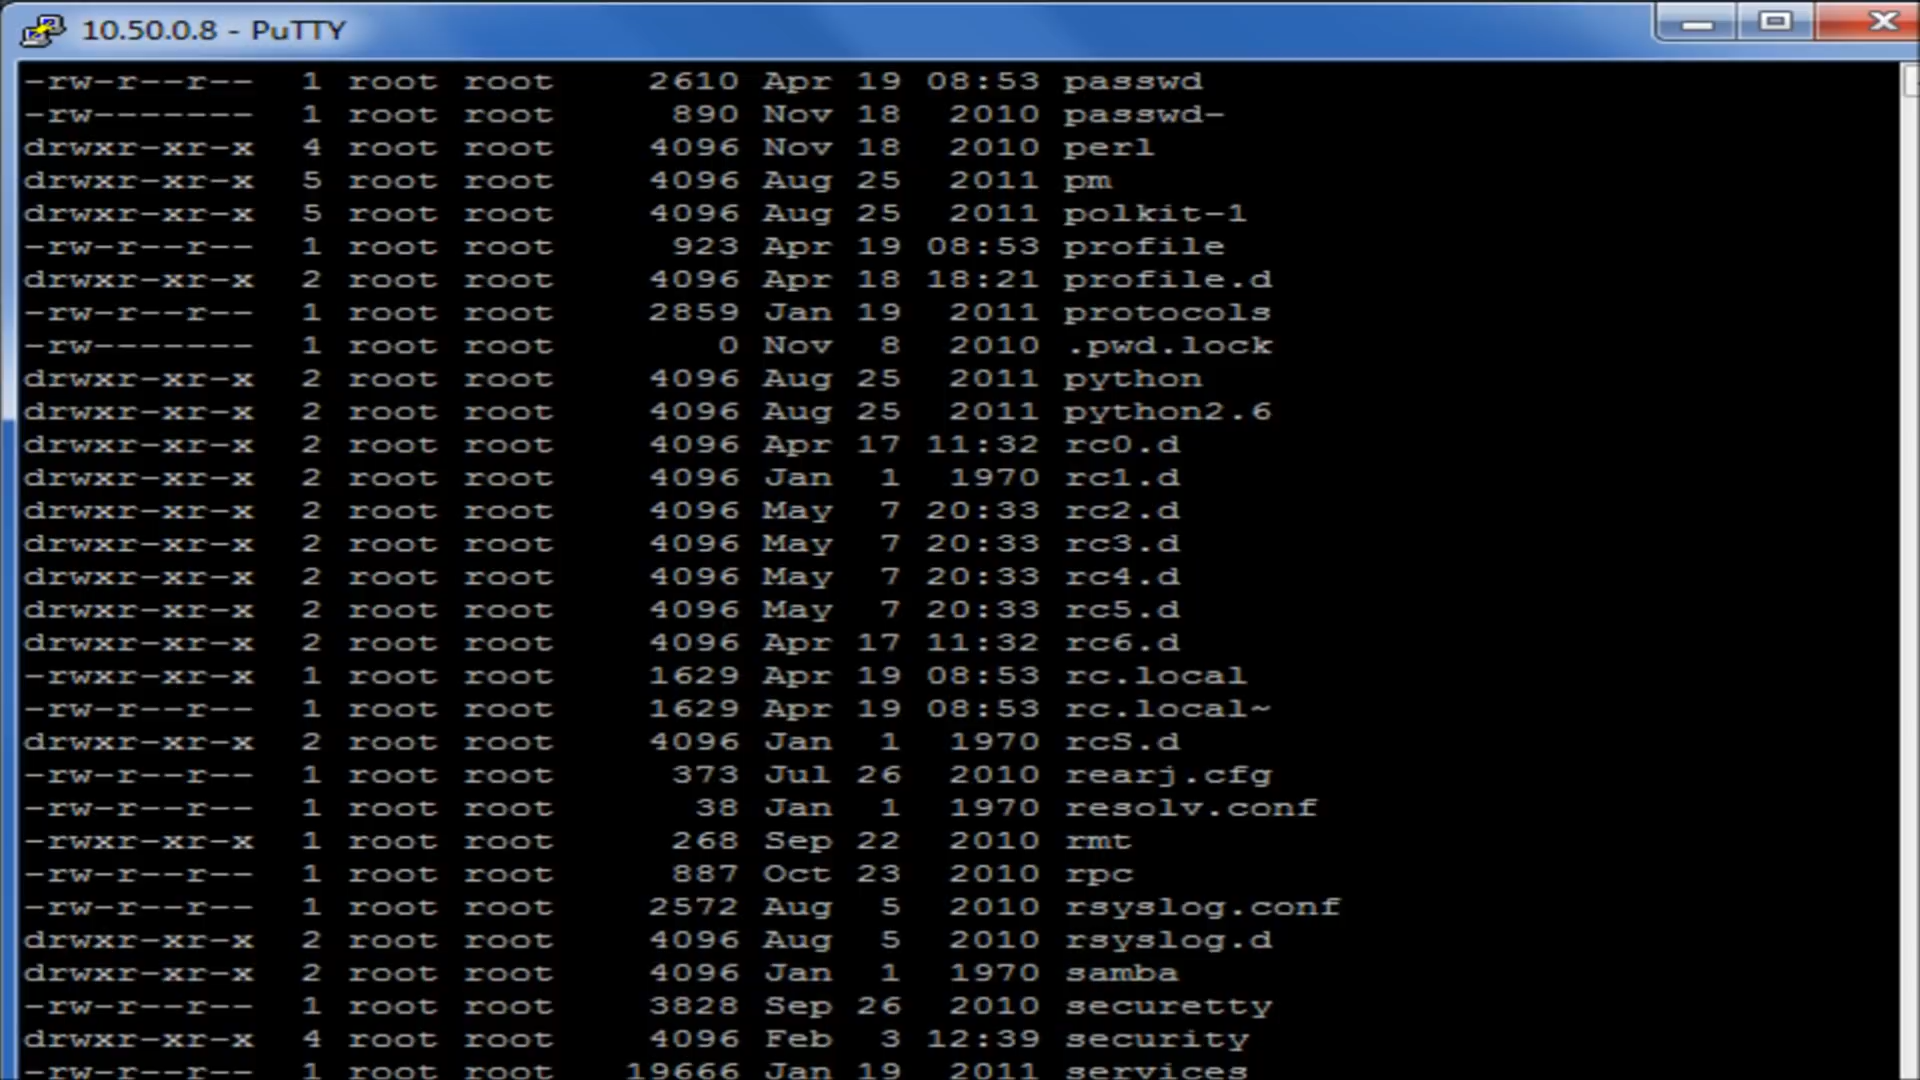 10.50.0.8 - PuTTY
-rw-r--r--  1 root root    2610 Apr 19 08:53 passwd
-rw-------  1 root root     890 Nov 18  2010 passwd-
drwxr-xr-x  4 root root    4096 Nov 18  2010 perl
drwxr-xr-x  5 root root    4096 Aug 25  2011 pm
drwxr-xr-x  5 root root    4096 Aug 25  2011 polkit-1
-rw-r--r--  1 root root     923 Apr 19 08:53 profile
drwxr-xr-x  2 root root    4096 Apr 18 18:21 profile.d
-rw-r--r--  1 root root    2859 Jan 19  2011 protocols
-rw-------  1 root root       0 Nov  8  2010 .pwd.lock
drwxr-xr-x  2 root root    4096 Aug 25  2011 python
drwxr-xr-x  2 root root    4096 Aug 25  2011 python2.6
drwxr-xr-x  2 root root    4096 Apr 17 11:32 rc0.d
drwxr-xr-x  2 root root    4096 Jan  1  1970 rc1.d
drwxr-xr-x  2 root root    4096 May  7 20:33 rc2.d
drwxr-xr-x  2 root root    4096 May  7 20:33 rc3.d
drwxr-xr-x  2 root root    4096 May  7 20:33 rc4.d
drwxr-xr-x  2 root root    4096 May  7 20:33 rc5.d
drwxr-xr-x  2 root root    4096 Apr 17 11:32 rc6.d
-rwxr-xr-x  1 root root    1629 Apr 19 08:53 rc.local
-rw-r--r--  1 root root    1629 Apr 19 08:53 rc.local~
drwxr-xr-x  2 root root    4096 Jan  1  1970 rcS.d
-rw-r--r--  1 root root     373 Jul 26  2010 rearj.cfg
-rw-r--r--  1 root root      38 Jan  1  1970 resolv.conf
-rwxr-xr-x  1 root root     268 Sep 22  2010 rmt
-rw-r--r--  1 root root     887 Oct 23  2010 rpc
-rw-r--r--  1 root root    2572 Aug  5  2010 rsyslog.conf
drwxr-xr-x  2 root root    4096 Aug  5  2010 rsyslog.d
drwxr-xr-x  2 root root    4096 Jan  1  1970 samba
-rw-r--r--  1 root root    3828 Sep 26  2010 securetty
drwxr-xr-x  4 root root    4096 Feb  3 12:39 security
-rw-r--r--  1 root root   19666 Jan 19  2011 services